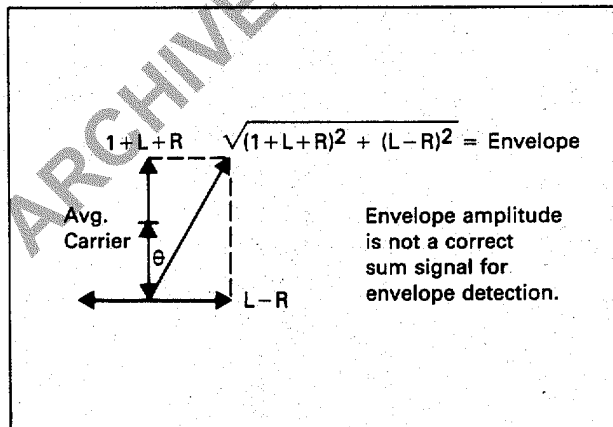 ARCHIVE
1+L+R √(1+L+R)² + (L−R)² = Envelope
Avg.
Carrier
θ
L−R
Envelope amplitude
is not a correct
sum signal for
envelope detection.